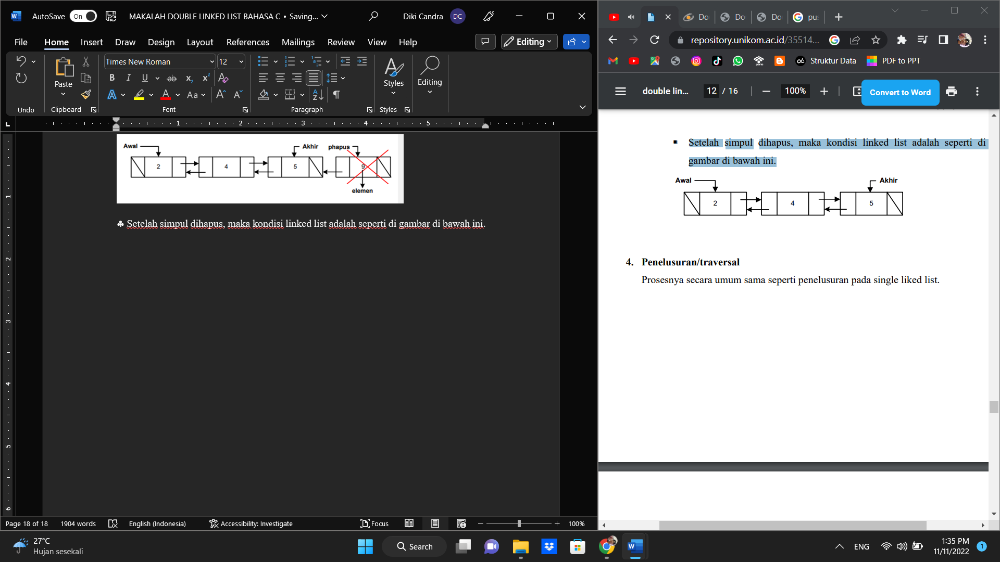 AutoSave On MAKALAH DOUBLE LINKED LIST BAHASA C • Saving... Diki Candra DC
File Home Insert Draw Design Layout References Mailings Review View Help Editing
Times New Roman 12
Paste Styles Editing
Undo Clipboard Font Paragraph Styles
1 2 3 4 5
Awal Akhir phapus
2 4 5 9
elemen
♣ Setelah simpul dihapus, maka kondisi linked list adalah seperti di gambar di bawah ini.
1
2
3
4
5
6
Page 18 of 18 1904 words English (Indonesia) Accessibility: Investigate Focus 100%
Do Do Do pu
repository.unikom.ac.id/35514...
Struktur Data PDF to PPT
double lin... 12 / 16 100% Convert to Word
▪ Setelah simpul dihapus, maka kondisi linked list adalah seperti di
gambar di bawah ini.
Awal Akhir
2 4 5
4. Penelusuran/traversal
Prosesnya secara umum sama seperti penelusuran pada single liked list.
27°C
Hujan sesekali
Search
ENG
1:35 PM
11/11/2022
1